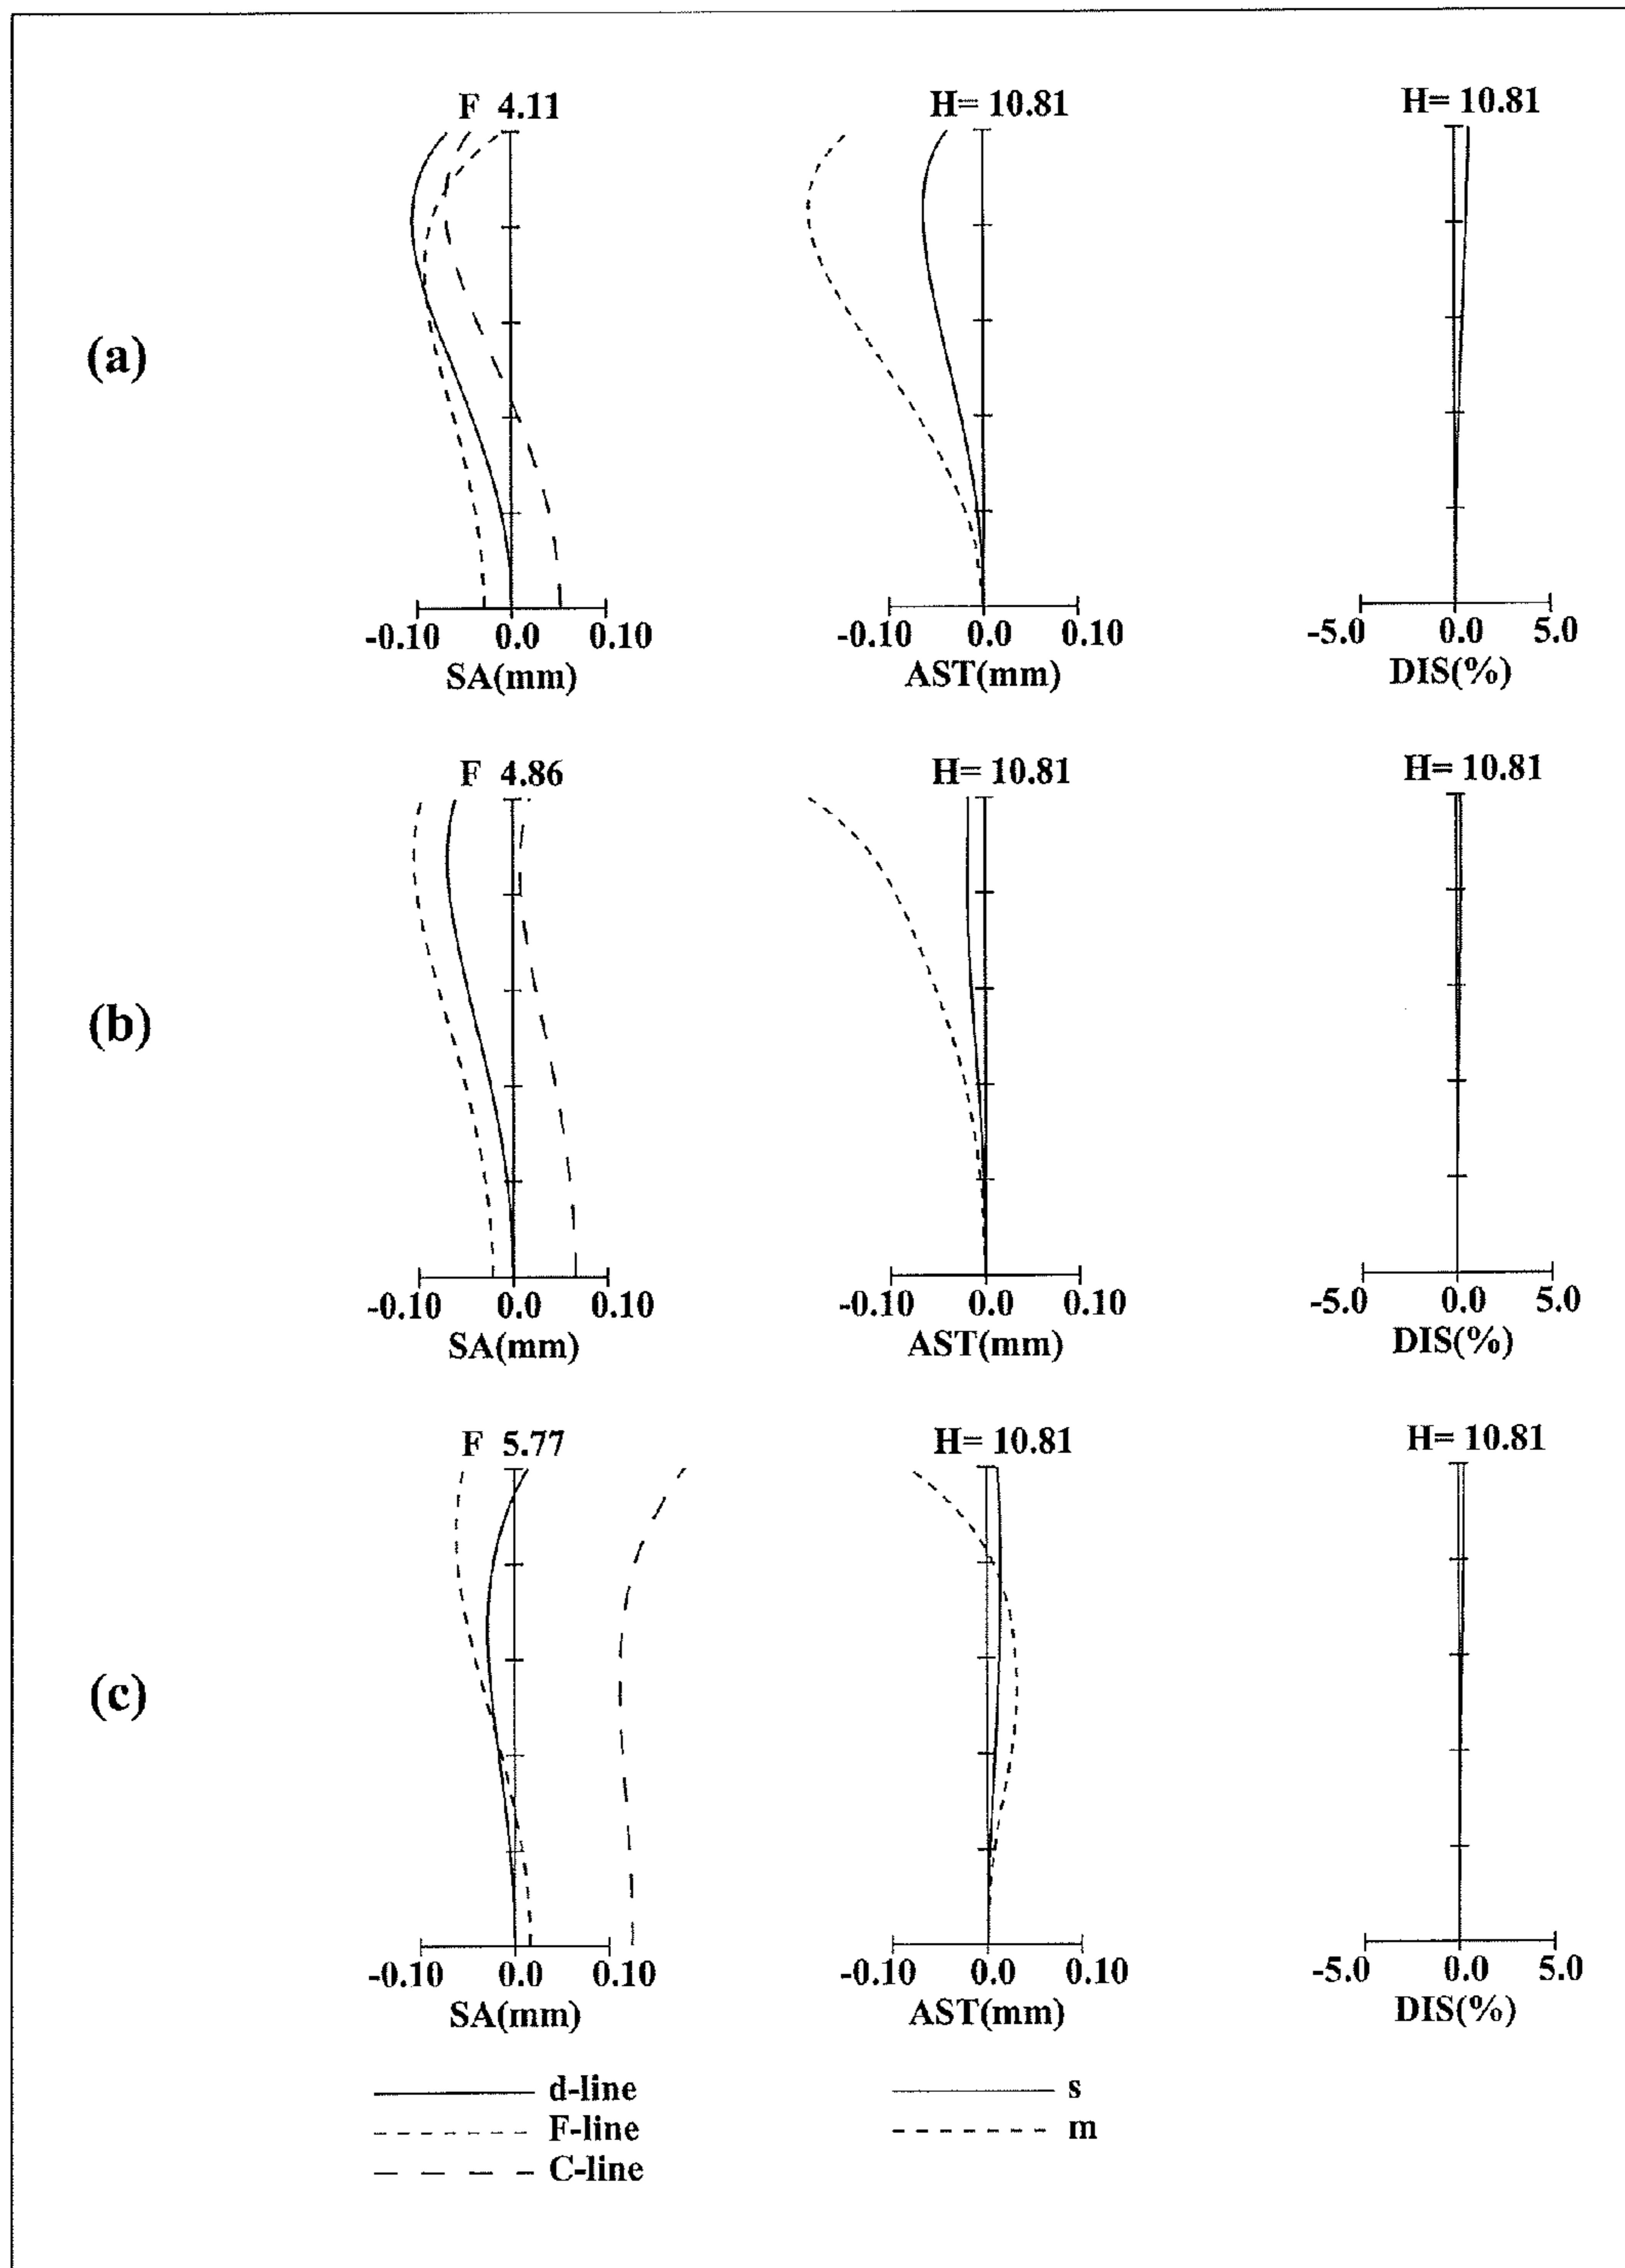 F 4.11 H= 10.81 H= 10.81
(a)
-0.10 0.0 0.10 -0.10 0.0 0.10 -5.0 0.0 5.0
SA(mm) AST(mm) DIS(%)
F 4.86 H= 10.81 H= 10.81
(b)
-0.10 0.0 0.10 -0.10 0.0 0.10 -5.0 0.0 5.0
SA(mm) AST(mm) DIS(%)
F 5.77 H= 10.81 H= 10.81
(c)
-0.10 0.0 0.10 -0.10 0.0 0.10 -5.0 0.0 5.0
SA(mm) AST(mm) DIS(%)
d-line s
F-line m
C-line